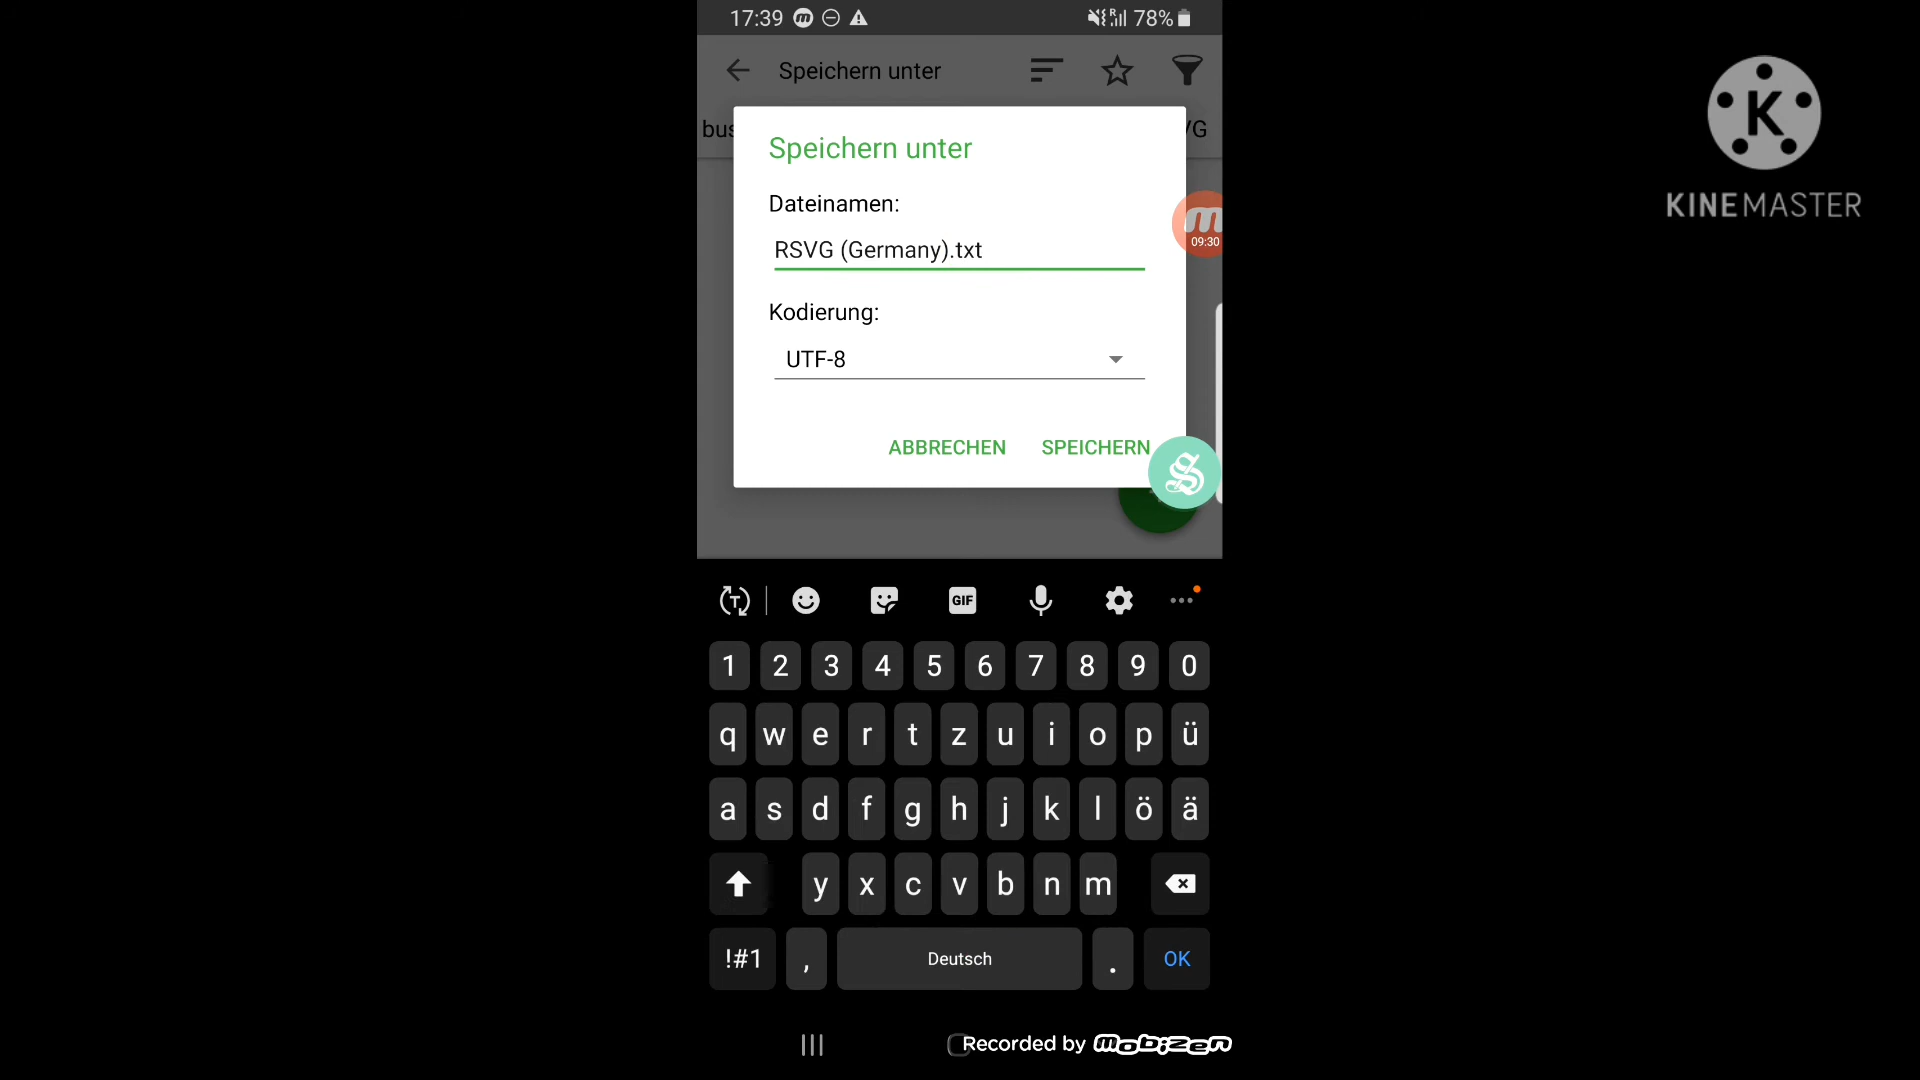 17:39
78%
Speichern unter
bus
VG
Speichern unter
Dateinamen:
RSVG (Germany).txt
09:30
Kodierung:
UTF-8
ABBRECHEN SPEICHERN
GIF
1 2 3 4 5 6 7 8 9 0
q w e r t z u i o p ü
a s d f g h j k l ö ä
y x c v b n m
!#1 , Deutsch . OK
Recorded by mobizen
K
KINEMASTER